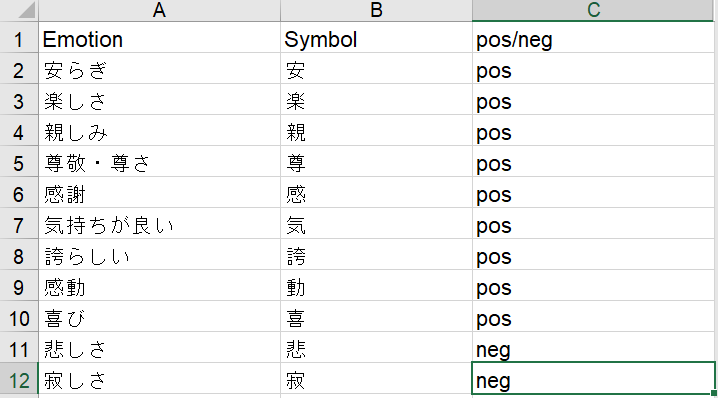 A B C
1 Emotion Symbol pos/neg
2 安らぎ 安 pos
3 楽しさ 楽 pos
4 親しみ 親 pos
5 尊敬・尊さ 尊 pos
6 感謝 感 pos
7 気持ちが良い 気 pos
8 誇らしい 誇 pos
9 感動 動 pos
10 喜び 喜 pos
11 悲しさ 悲 neg
12 寂しさ 寂 neg